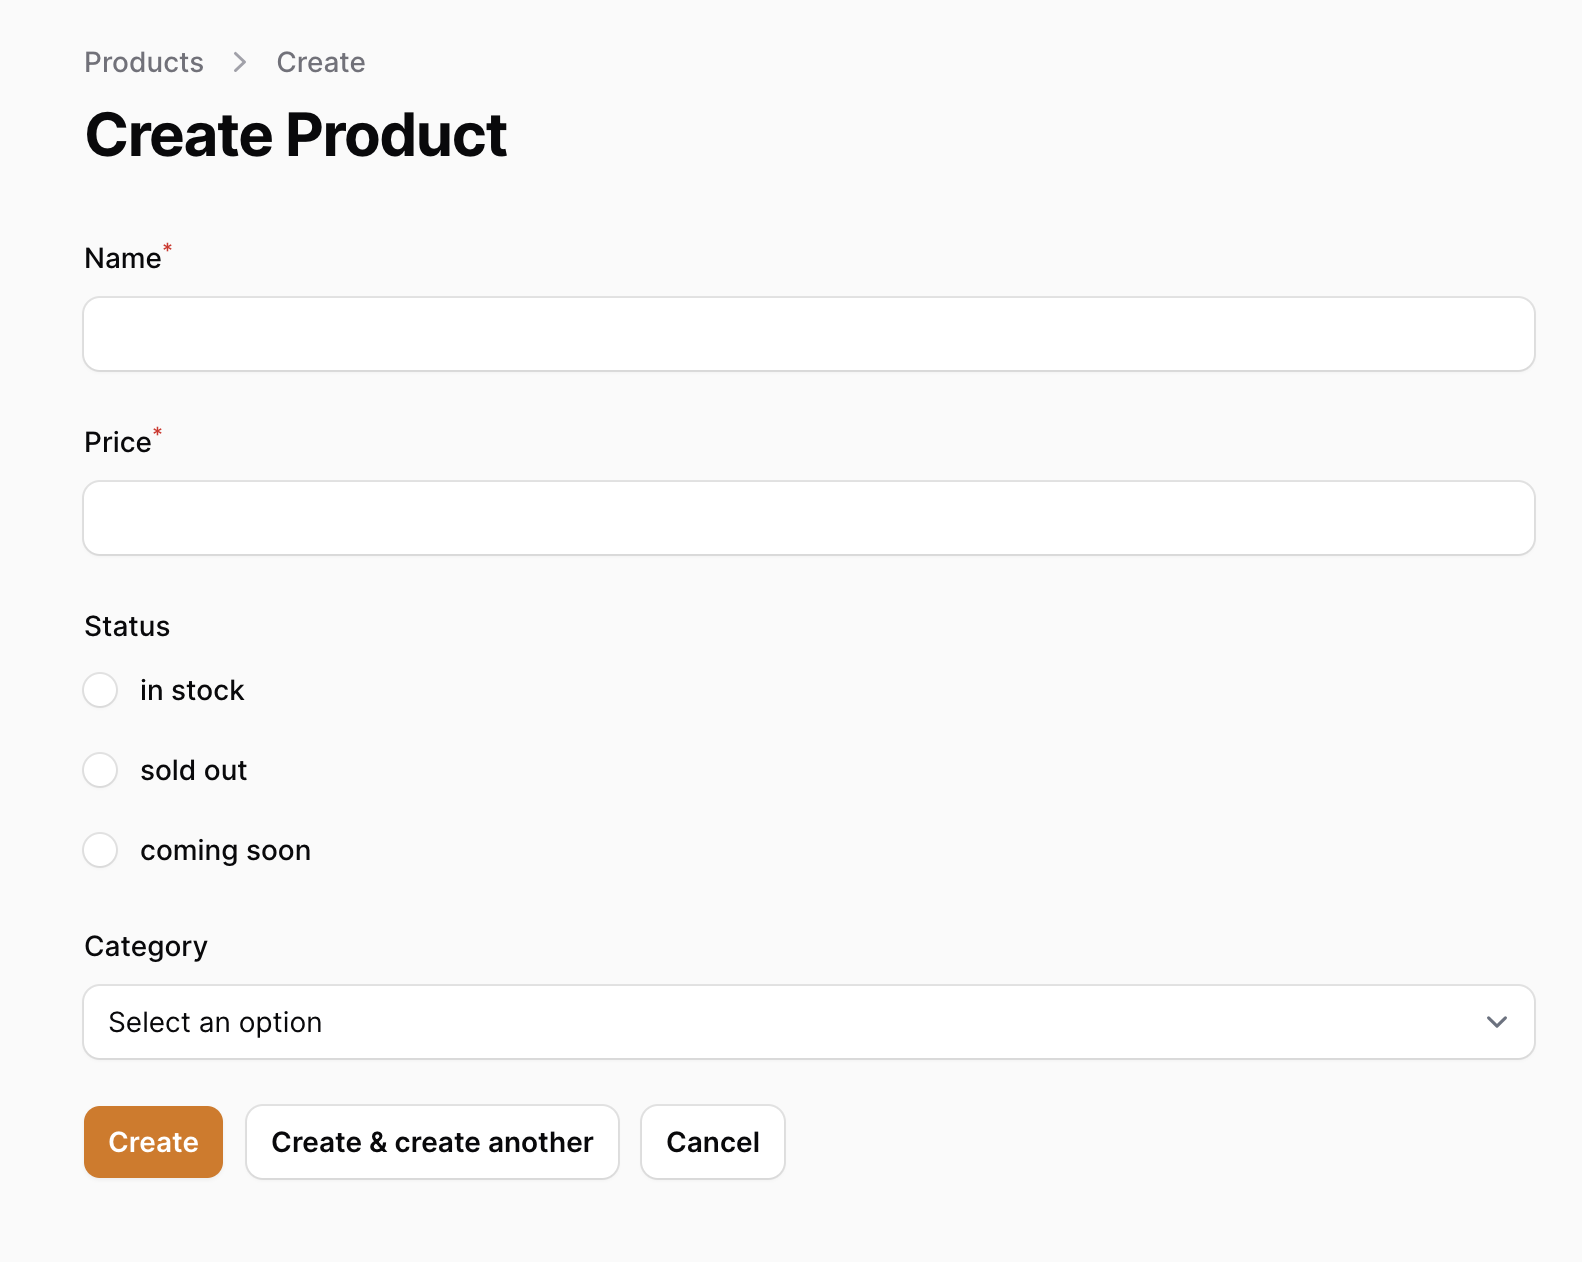 Products > Create
Create Product
Name*
Price*
Status
in stock
sold out
coming soon
Category
Select an option
Create Create & create another Cancel